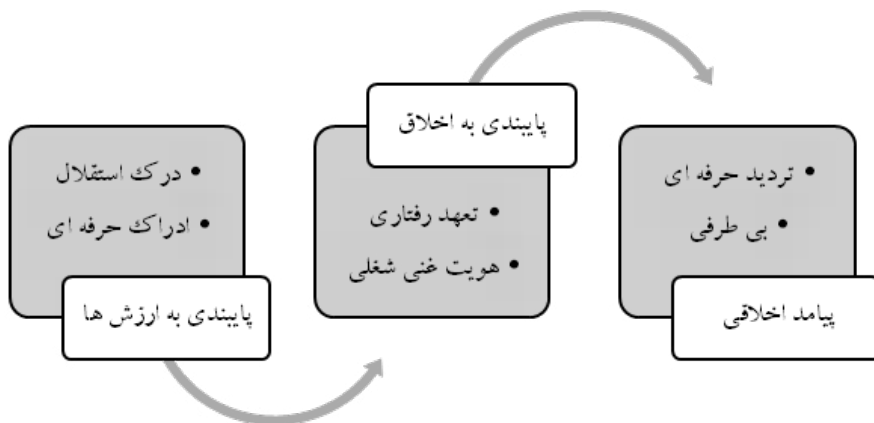 • درک استقلال
• ادراک حرفه ای
پایبندی به ارزش ها
پایبندی به اخلاق
• تعهد رفتاری
• هویت غنی شغلی
• تردید حرفه ای
• بی طرفی
پیامد اخلاقی